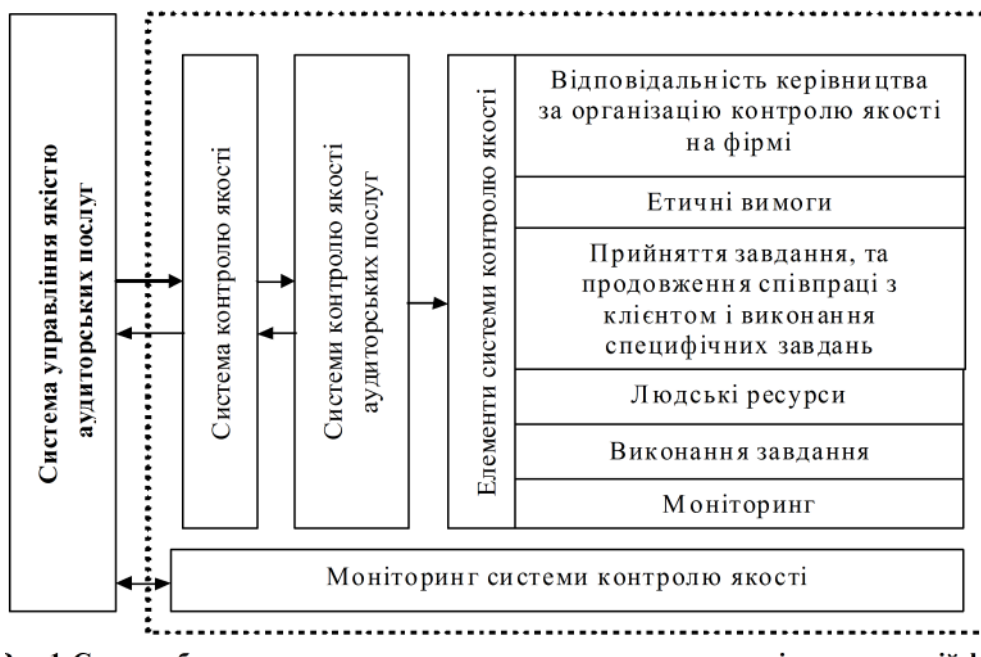 Система управління якістю
аудиторських послуг
Система контролю якості
Системи контролю якості
аудиторських послуг
Елементи системи контролю якості
Відповідальність керівництва
за організацію контролю якості
на фірмі
Етичні вимоги
Прийняття завдання, та
продовження співпраці з
клієнтом і виконання
специфічних завдань
Людські ресурси
Виконання завдання
Моніторинг
Моніторинг системи контролю якості